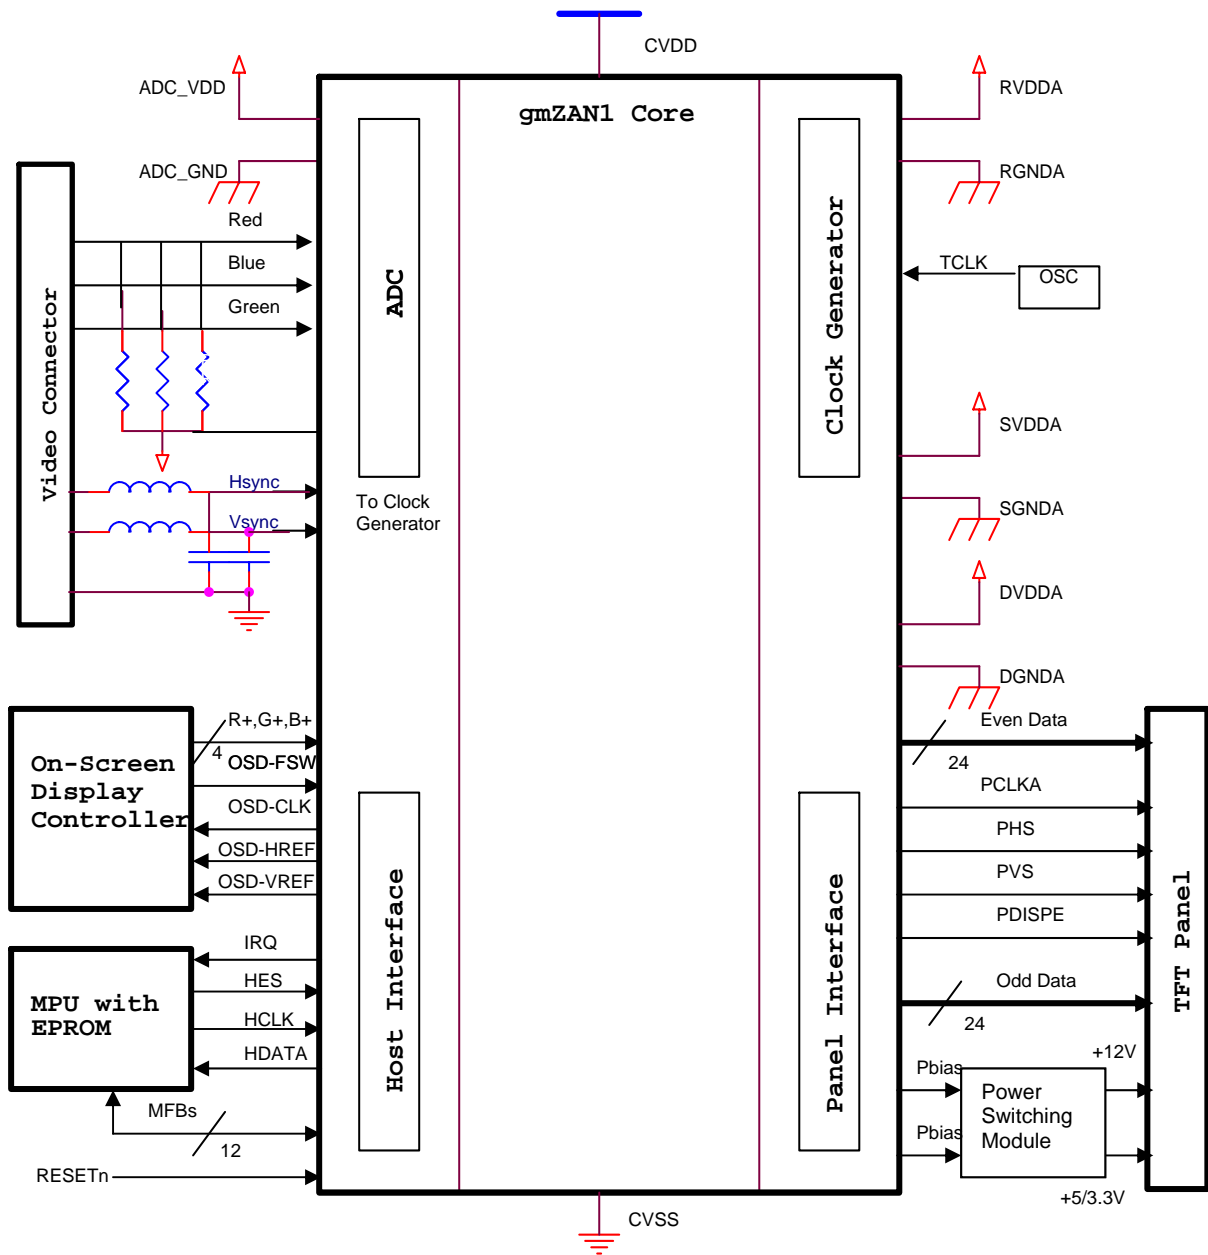 CVDD
ADC_VDD
RVDDA
gmZAN1 Core
ADC_GND
RGNDA
Red
Blue
Green
TCLK
OSC
Video Connector
ADC
Clock Generator
SVDDA
Hsync
Vsync
To Clock
Generator
SGNDA
DVDDA
DGNDA
R+,G+,B+
4
Even Data
24
On-Screen
Display
Controller
OSD-FSW
OSD-CLK
OSD-HREF
OSD-VREF
PCLKA
PHS
PVS
PDISPE
Host Interface
Panel Interface
TFT Panel
IRQ
HES
MPU with
EPROM
HCLK
HDATA
Odd Data
24
MFBs
12
RESETn
Pbias
Pbias
Power
Switching
Module
+12V
+5/3.3V
CVSS